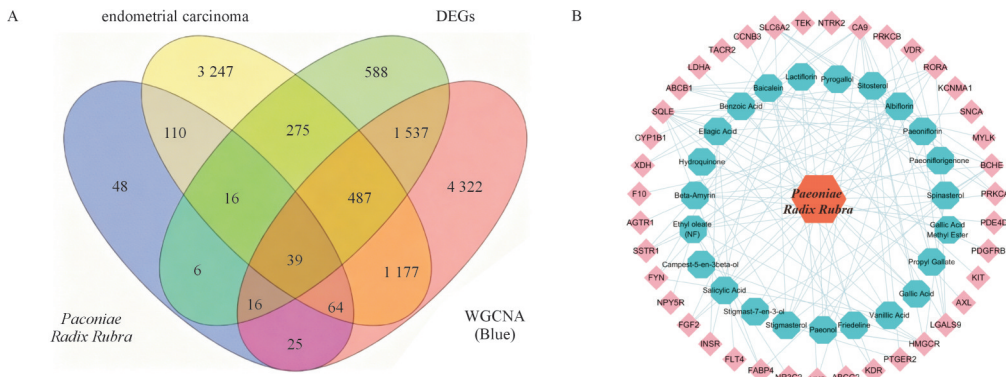 A
endometrial carcinoma
DEGs
3 247
588
110
275
1 537
48
16
487
4 322
39
6
1 177
16
64
25
Paconiae
Radix Rubra
WGCNA
(Blue)
B
TEK
NTRK2
SLC6A2
CA9
CCNB3
PRKCB
TACR2
VDR
LDHA
RORA
ABCB1
KCNMA1
SQLE
SNCA
CYP1B1
MYLK
XDH
BCHE
F10
PRKCA
AGTR1
PDE4D
SSTR1
PDGFRB
FYN
KIT
NPY5R
AXL
FGF2
LGALS9
INSR
HMGCR
FLT4
PTGER2
FABP4
KDR
Lactiflorin
Pyrogallol
Baicalein
Sitosterol
Benzoic Acid
Albiflorin
Ellagic Acid
Paeoniflorin
Hydroquinone
Paeoniflorigenone
Beta-Amyrin
Spinasterol
Ethyl oleate
(NF)
Gallic Acid
Methyl Ester
Campest-5-en-3beta-ol
Propyl Gallate
Salicylic Acid
Gallic Acid
Stigmast-7-en-3-ol
Vanillic Acid
Stigmasterol
Paeonol
Friedeline
Paeoniae
Radix Rubra